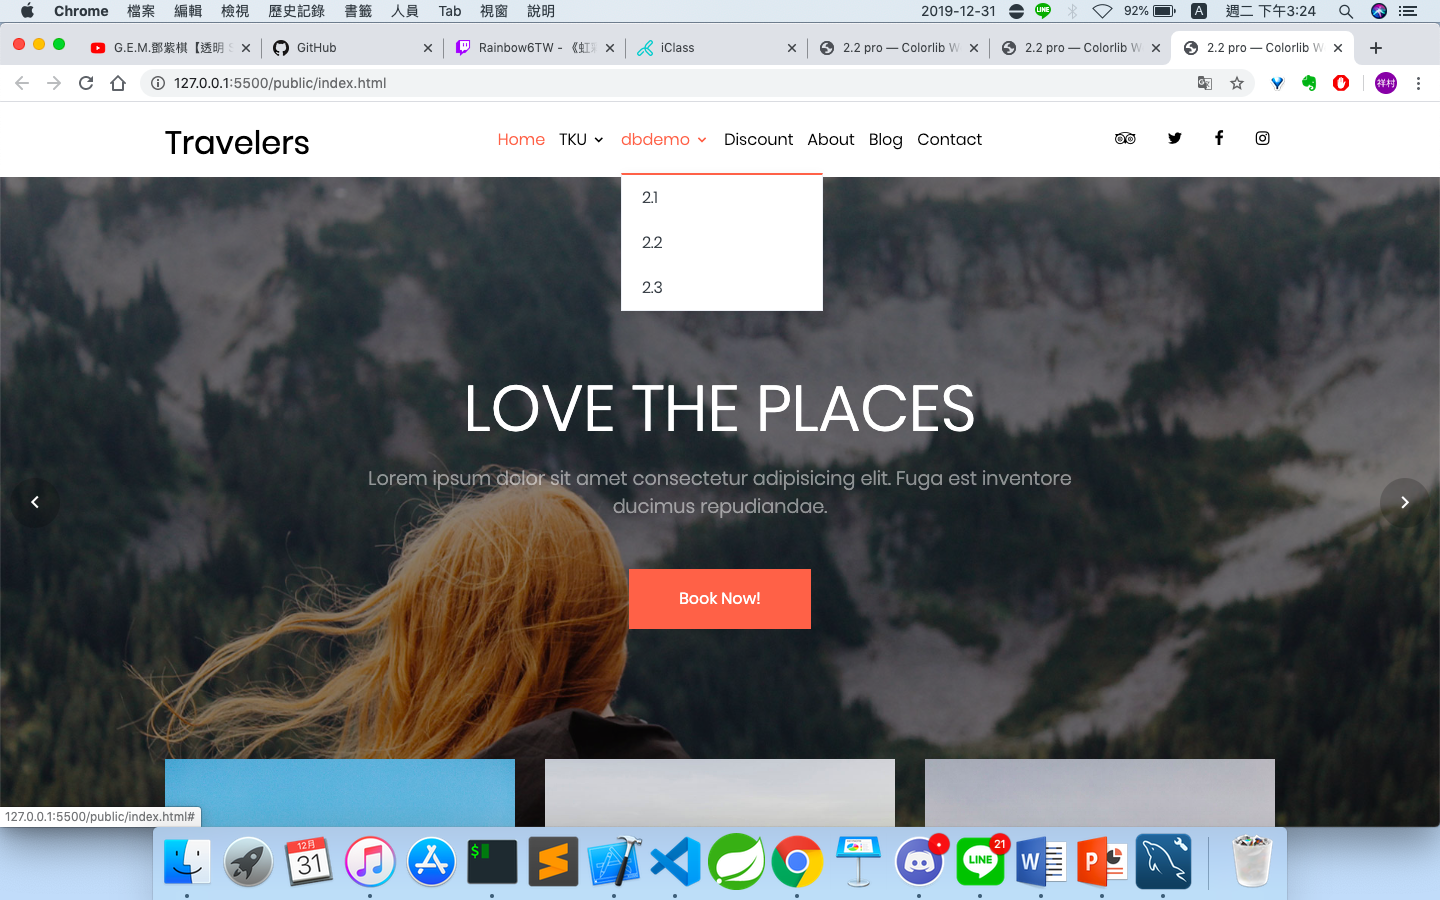 Chrome 檔案 編輯 檢視 歷史記錄 書籤 人員 Tab 視窗 說明 2019-12-31 LINE 92% A 週二 下午3:24
G.E.M.鄧紫棋【透明
GitHub
Rainbow6TW - 《虹
iClass
2.2 pro — Colorlib W
2.2 pro — Colorlib W
2.2 pro — Colorlib W
127.0.0.1:5500/public/index.html
祥村
Travelers
Home TKU dbdemo Discount About Blog Contact
2.1
2.2
2.3
LOVE THE PLACES
Lorem ipsum dolor sit amet consectetur adipisicing elit. Fuga est inventore
ducimus repudiandae.
Book Now!
127.0.0.1:5500/public/index.html#
12月
31
$
LINE
21
W
P